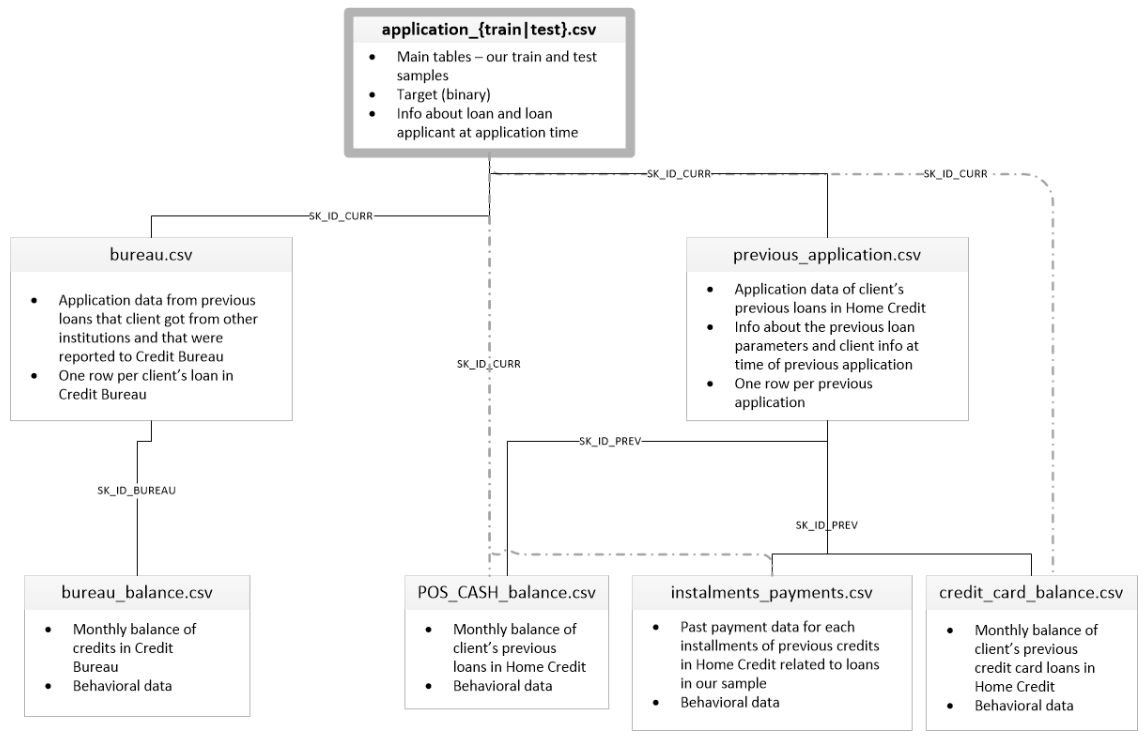 application_{train|test}.csv
• Main tables – our train and test
samples
• Target (binary)
• Info about loan and loan
applicant at application time
SK_ID_CURR
SK_ID_CURR
SK_ID_CURR
bureau.csv
• Application data from previous
loans that client got from other
institutions and that were
reported to Credit Bureau
• One row per client's loan in
Credit Bureau
previous_application.csv
• Application data of client's
previous loans in Home Credit
• Info about the previous loan
parameters and client info at
time of previous application
• One row per previous
application
SK_ID_CURR
SK_ID_PREV
SK_ID_BUREAU
SK_ID_PREV
bureau_balance.csv
• Monthly balance of
credits in Credit
Bureau
• Behavioral data
POS_CASH_balance.csv
• Monthly balance of
client's previous
loans in Home Credit
• Behavioral data
instalments_payments.csv
• Past payment data for each
installments of previous credits
in Home Credit related to loans
in our sample
• Behavioral data
credit_card_balance.csv
• Monthly balance of
client's previous
credit card loans in
Home Credit
• Behavioral data